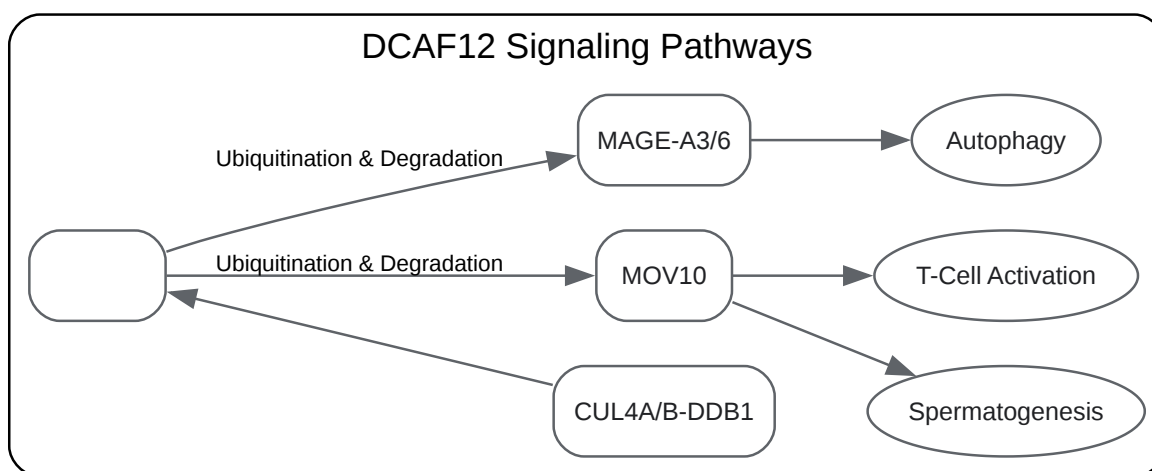 DCAF12 Signaling Pathways
MAGE-A3/6
Autophagy
Ubiquitination & Degradation
Ubiquitination & Degradation
MOV10
T-Cell Activation
CUL4A/B-DDB1
Spermatogenesis